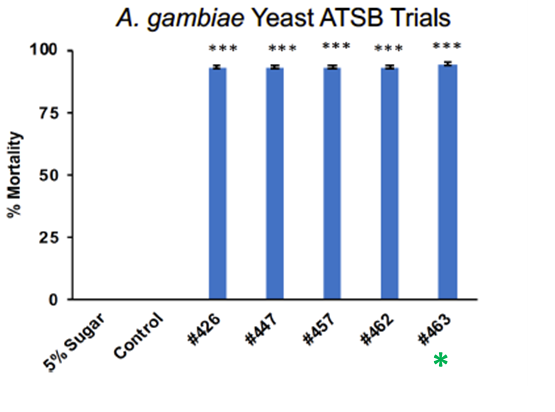 A. gambiae Yeast ATSB Trials
% Mortality
100
75
50
25
0
*** *** *** *** ***
5% Sugar
Control
#426
#447
#457
#462
#463
*